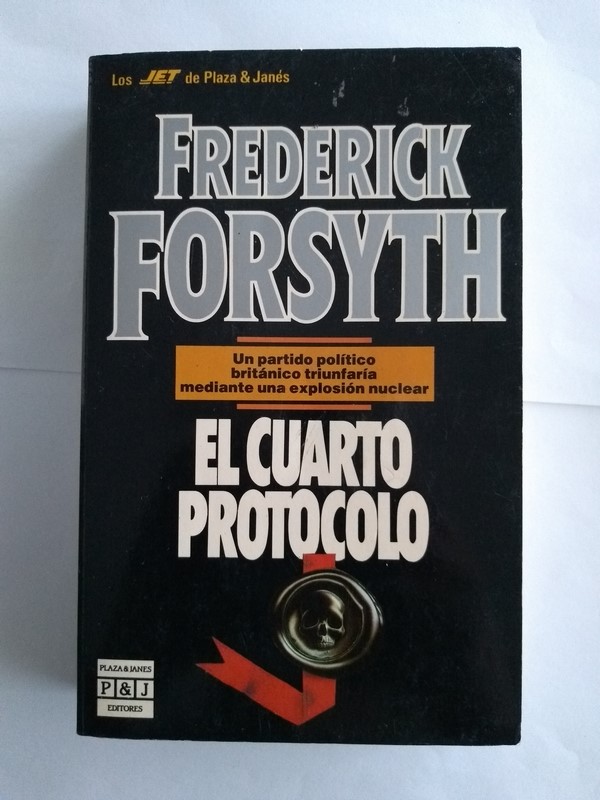 Los JET de Plaza & Janés
FREDERICK
FORSYTH
Un partido político
británico triunfaría
mediante una explosión nuclear
EL CUARTO
PROTOCOLO
PLAZA & JANES
P & J
EDITORES